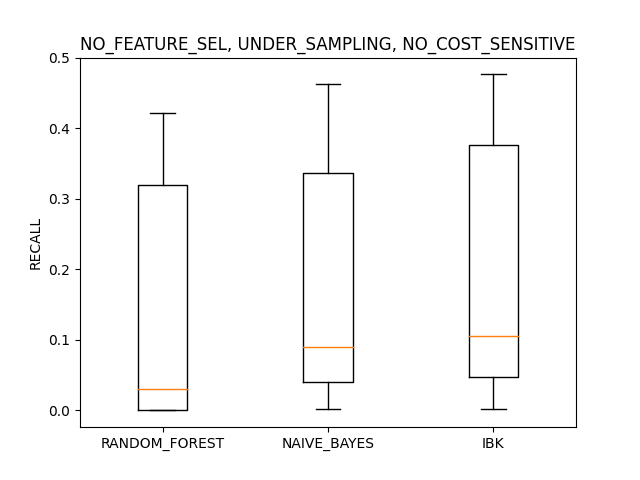 NO_FEATURE_SEL, UNDER_SAMPLING, NO_COST_SENSITIVE
0.5
0.4
0.3
0.2
0.1
0.0
RECALL
RANDOM_FOREST NAIVE_BAYES IBK